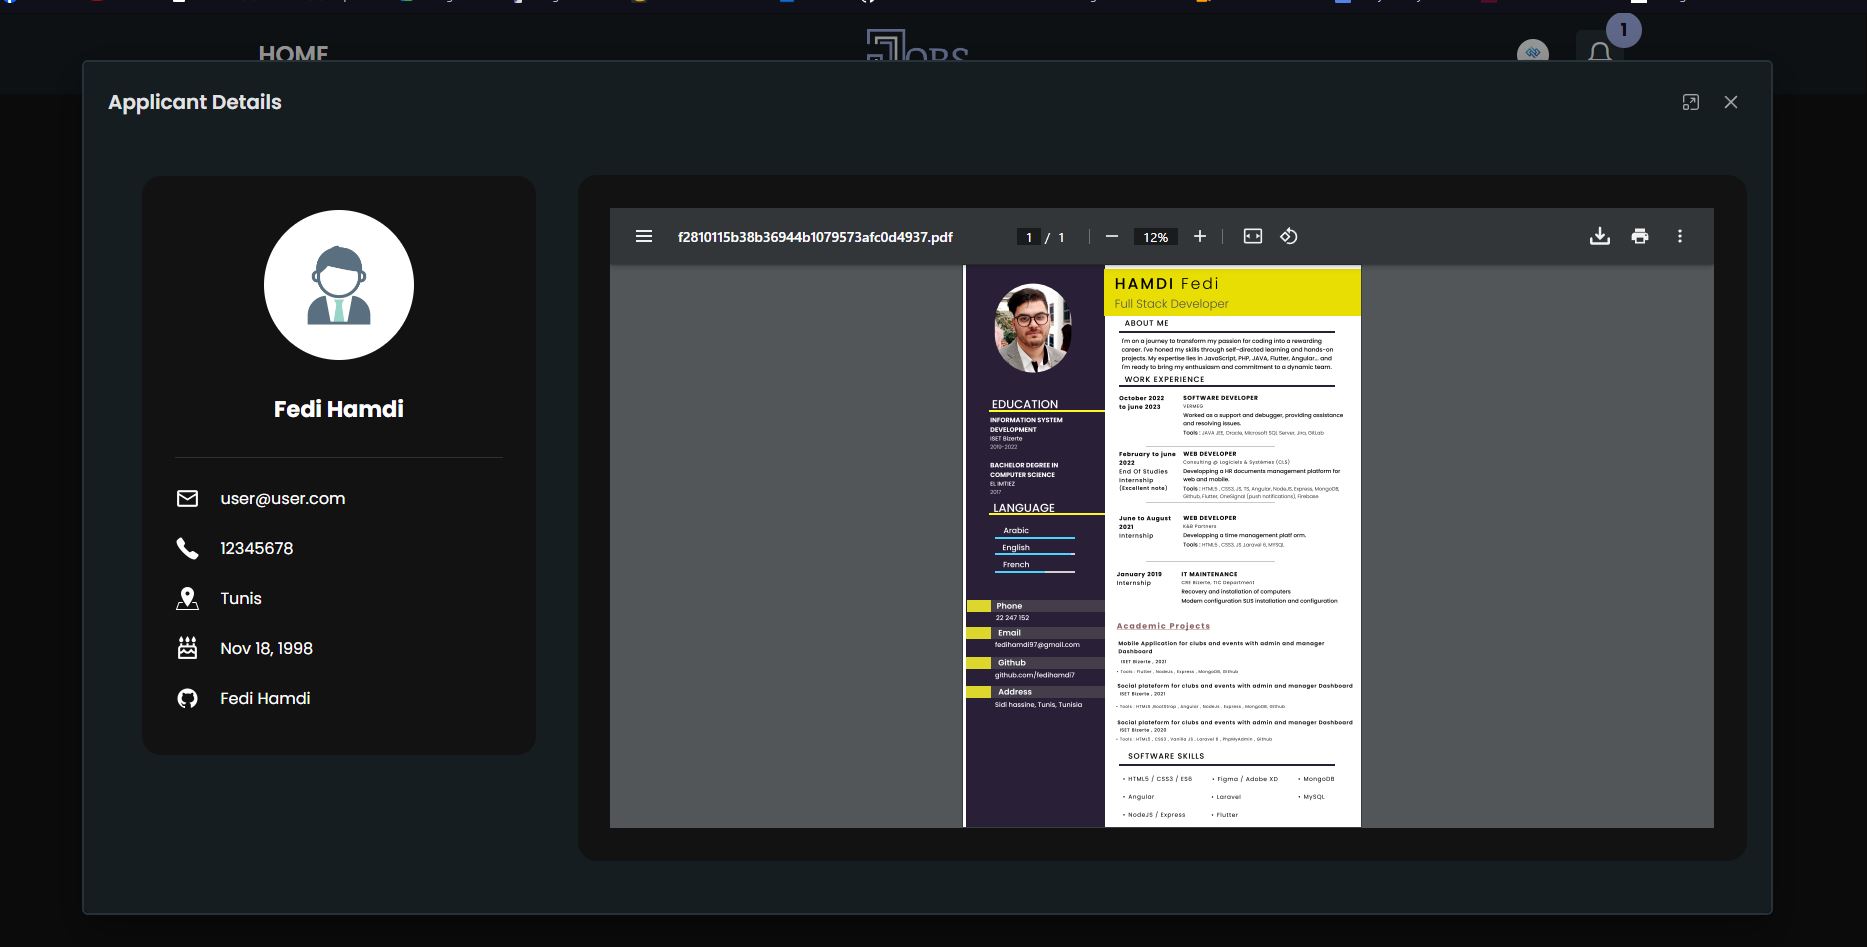 HOME
JOBS
1
Applicant Details
Fedi Hamdi
user@user.com
12345678
Tunis
Nov 18, 1998
Fedi Hamdi
f2810115b38b36944b1079573afc0d4937.pdf
1 / 1
12%
HAMDI Fedi
Full Stack Developer
ABOUT ME
I'm on a journey to transform my passion for coding into a rewarding
career. I've honed my skills through self-directed learning and hands-on
projects. My expertise lies in JavaScript, PHP, JAVA, Flutter, Angular... and
I'm ready to bring my enthusiasm and commitment to a dynamic team.
WORK EXPERIENCE
October 2022
to june 2023
SOFTWARE DEVELOPER
VERMEG
Worked as a support and debugger, providing assistance
and resolving issues.
Tools : JAVA JEE, Oracle, Microsoft SQL Server, Jira, GitLab
February to june
2022
End Of Studies
Internship
(Excellent note)
WEB DEVELOPER
Consulting @ Logiciels & Systèmes (CLS)
Developping a HR documents management platform for
web and mobile.
Tools : HTML5 , CSS3, JS, TS, Angular, NodeJS, Express, MongoDB,
Github, Flutter, OneSignal (push notifications), Firebase
June to August
2021
Internship
WEB DEVELOPER
K&B Partners
Developping a time management platf orm.
Tools : HTML5 , CSS3, JS ,Laravel 6, MYSQL
January 2019
Internship
IT MAINTENANCE
CRE Bizerte, TIC Department
Recovery and installation of computers
Modem configuration SUS installation and configuration
Academic Projects
Mobile Application for clubs and events with admin and manager
Dashboard
ISET Bizerte , 2021
• Tools : Flutter , NodeJs , Express , MongoDB, Github
Social plateform for clubs and events with admin and manager Dashboard
ISET Bizerte , 2021
• Tools : HTML5 ,BootStrap , Angular , NodeJs , Express , MongoDB, Github
Social plateform for clubs and events with admin and manager Dashboard
ISET Bizerte , 2020
• Tools : HTML5 , CSS3 , Vanilla JS , Laravel 6 , PhpMyAdmin , Github
SOFTWARE SKILLS
• HTML5 / CSS3 / ES6
• Figma / Adobe XD
• MongoDB
• Angular
• Laravel
• MySQL
• NodeJS / Express
• Flutter
EDUCATION
INFORMATION SYSTEM
DEVELOPMENT
ISET Bizerte
2019-2022
BACHELOR DEGREE IN
COMPUTER SCIENCE
EL IMTIEZ
2017
LANGUAGE
Arabic
English
French
Phone
22 247 152
Email
fedihamdi97@gmail.com
Github
github.com/fedihamdi7
Address
Sidi hassine, Tunis, Tunisia